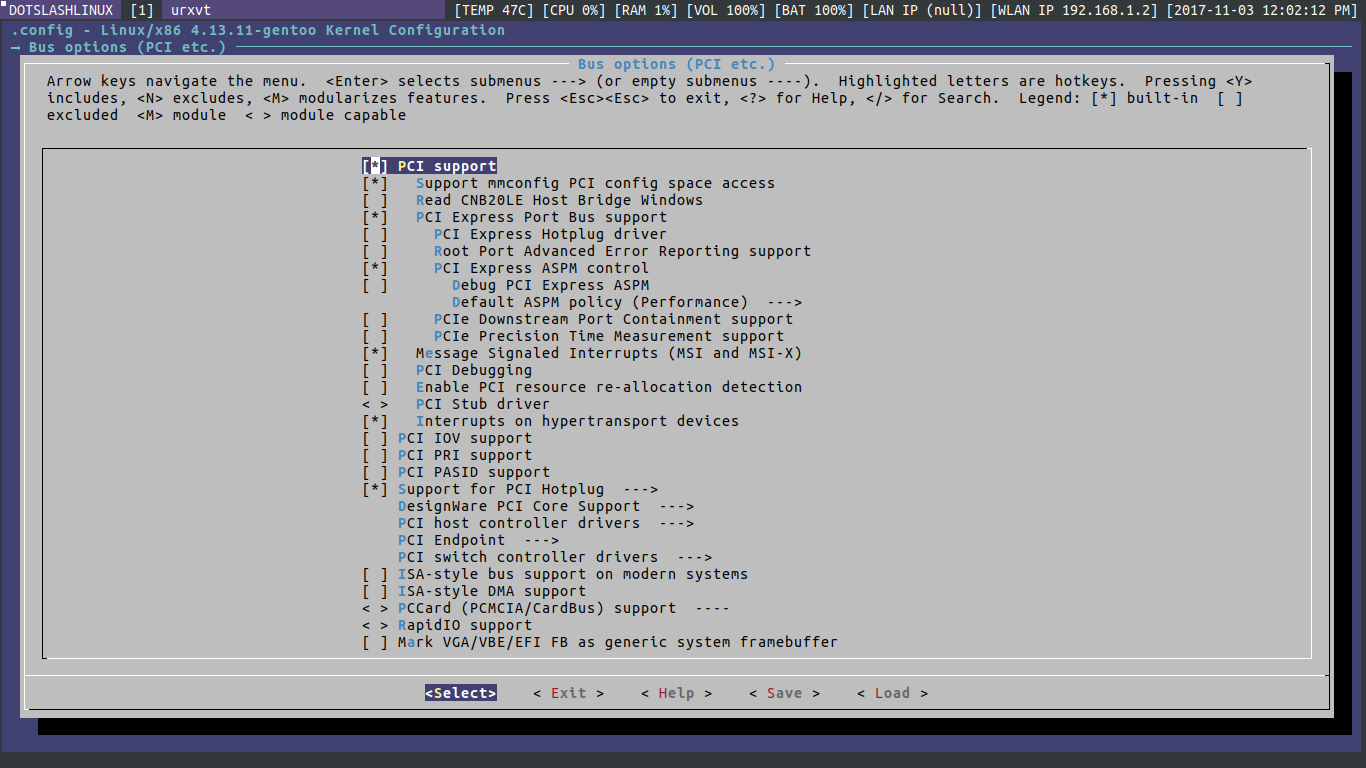 DOTSLASHLINUX [1] urxvt [TEMP 47C] [CPU 0%] [RAM 1%] [VOL 100%] [BAT 100%] [LAN IP (null)] [WLAN IP 192.168.1.2] [2017-11-03 12:02:12 PM]
.config - Linux/x86 4.13.11-gentoo Kernel Configuration
→ Bus options (PCI etc.)
Bus options (PCI etc.)
Arrow keys navigate the menu.  <Enter> selects submenus ---> (or empty submenus ----).  Highlighted letters are hotkeys.  Pressing <Y>
includes, <N> excludes, <M> modularizes features.  Press <Esc><Esc> to exit, <?> for Help, </> for Search.  Legend: [*] built-in  [ ]
excluded  <M> module  < > module capable
[*] PCI support
[*]   Support mmconfig PCI config space access
[ ]   Read CNB20LE Host Bridge Windows
[*]   PCI Express Port Bus support
[ ]     PCI Express Hotplug driver
[ ]     Root Port Advanced Error Reporting support
[*]     PCI Express ASPM control
[ ]       Debug PCI Express ASPM
Default ASPM policy (Performance)  --->
[ ]     PCIe Downstream Port Containment support
[ ]     PCIe Precision Time Measurement support
[*]   Message Signaled Interrupts (MSI and MSI-X)
[ ]   PCI Debugging
[ ]   Enable PCI resource re-allocation detection
< >   PCI Stub driver
[*]   Interrupts on hypertransport devices
[ ] PCI IOV support
[ ] PCI PRI support
[ ] PCI PASID support
[*] Support for PCI Hotplug  --->
DesignWare PCI Core Support  --->
PCI host controller drivers  --->
PCI Endpoint  --->
PCI switch controller drivers  --->
[ ] ISA-style bus support on modern systems
[ ] ISA-style DMA support
< > PCCard (PCMCIA/CardBus) support  ----
< > RapidIO support
[ ] Mark VGA/VBE/EFI FB as generic system framebuffer
<Select>    < Exit >    < Help >    < Save >    < Load >